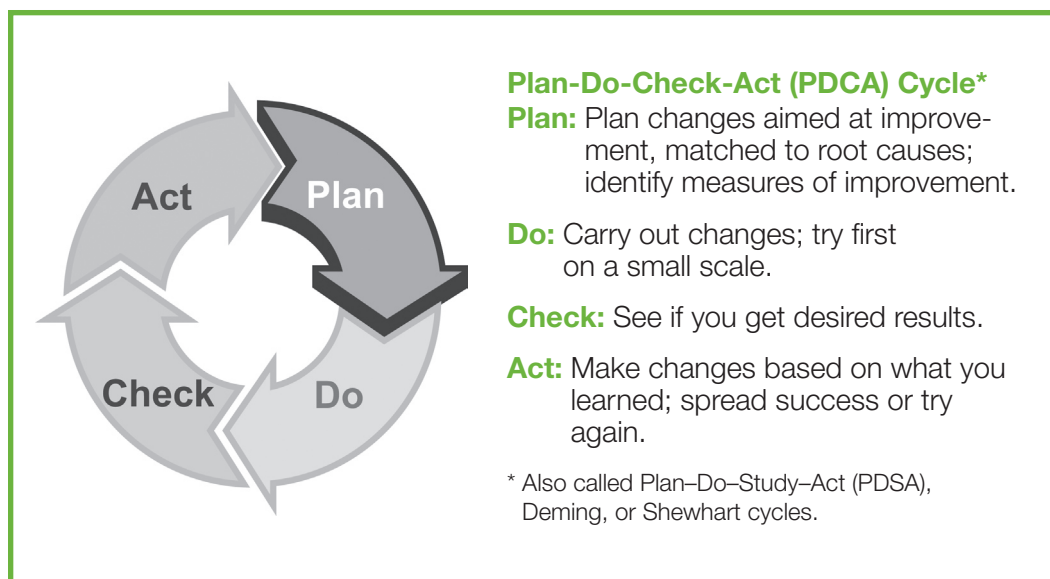 Act
Plan
Check
Do
Plan-Do-Check-Act (PDCA) Cycle*
Plan: Plan changes aimed at improve-
ment, matched to root causes;
identify measures of improvement.
Do: Carry out changes; try first
on a small scale.
Check: See if you get desired results.
Act: Make changes based on what you
learned; spread success or try
again.
* Also called Plan–Do–Study–Act (PDSA),
Deming, or Shewhart cycles.